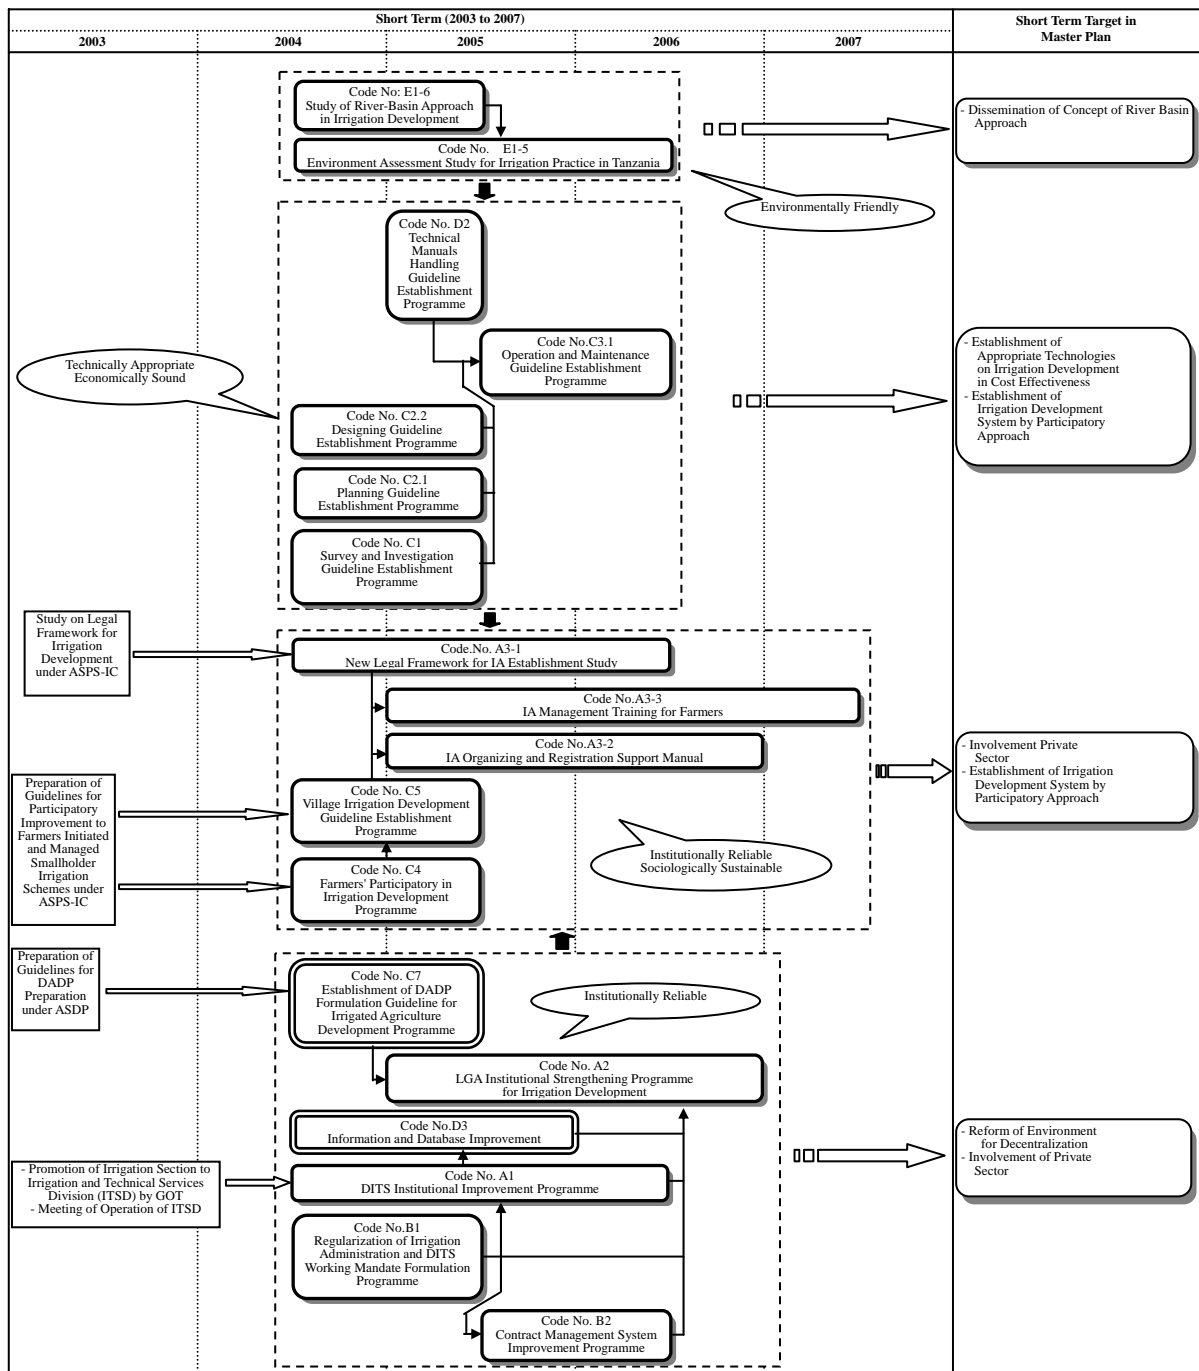 Short Term (2003 to 2007)
Short Term Target in
Master Plan
2003
2004
2005
2006
2007
Code No: E1-6
Study of River-Basin Approach
in Irrigation Development
Code No. E1-5
Environment Assessment Study for Irrigation Practice in Tanzania
- Dissemination of Concept of River Basin
Approach
Environmentally Friendly
Code No. D2
Technical
Manuals
Handling
Guideline
Establishment
Programme
Code No.C3.1
Operation and Maintenance
Guideline Establishment
Programme
Technically Appropriate
Economically Sound
- Establishment of
Appropriate Technologies
on Irrigation Development
in Cost Effectiveness
- Establishment of
Irrigation Development
System by Participatory
Approach
Code No. C2.2
Designing Guideline
Establishment Programme
Code No. C2.1
Planning Guideline
Establishment Programme
Code No. C1
Survey and Investigation
Guideline Establishment
Programme
Study on Legal
Framework for
Irrigation
Development
under ASPS-IC
Code.No. A3-1
New Legal Framework for IA Establishment Study
Code No.A3-3
IA Management Training for Farmers
Code No.A3-2
IA Organizing and Registration Support Manual
- Involvement Private
Sector
- Establishment of Irrigation
Development System by
Participatory Approach
Preparation of
Guidelines for
Participatory
Improvement to
Farmers Initiated
and Managed
Smallholder
Irrigation
Schemes under
ASPS-IC
Code No. C5
Village Irrigation Development
Guideline Establishment
Programme
Code No. C4
Farmers' Participatory in
Irrigation Development
Programme
Institutionally Reliable
Sociologically Sustainable
Preparation of
Guidelines for
DADP
Preparation
under ASDP
Code No. C7
Establishment of DADP
Formulation Guideline for
Irrigated Agriculture
Development Programme
Institutionally Reliable
Code No. A2
LGA Institutional Strengthening Programme
for Irrigation Development
Code No.D3
Information and Database Improvement
- Reform of Environment
for Decentralization
- Involvement of Private
Sector
- Promotion of Irrigation Section to
Irrigation and Technical Services
Division (ITSD) by GOT
- Meeting of Operation of ITSD
Code No. A1
DITS Institutional Improvement Programme
Code No.B1
Regularization of Irrigation
Administration and DITS
Working Mandate Formulation
Programme
Code No. B2
Contract Management System
Improvement Programme